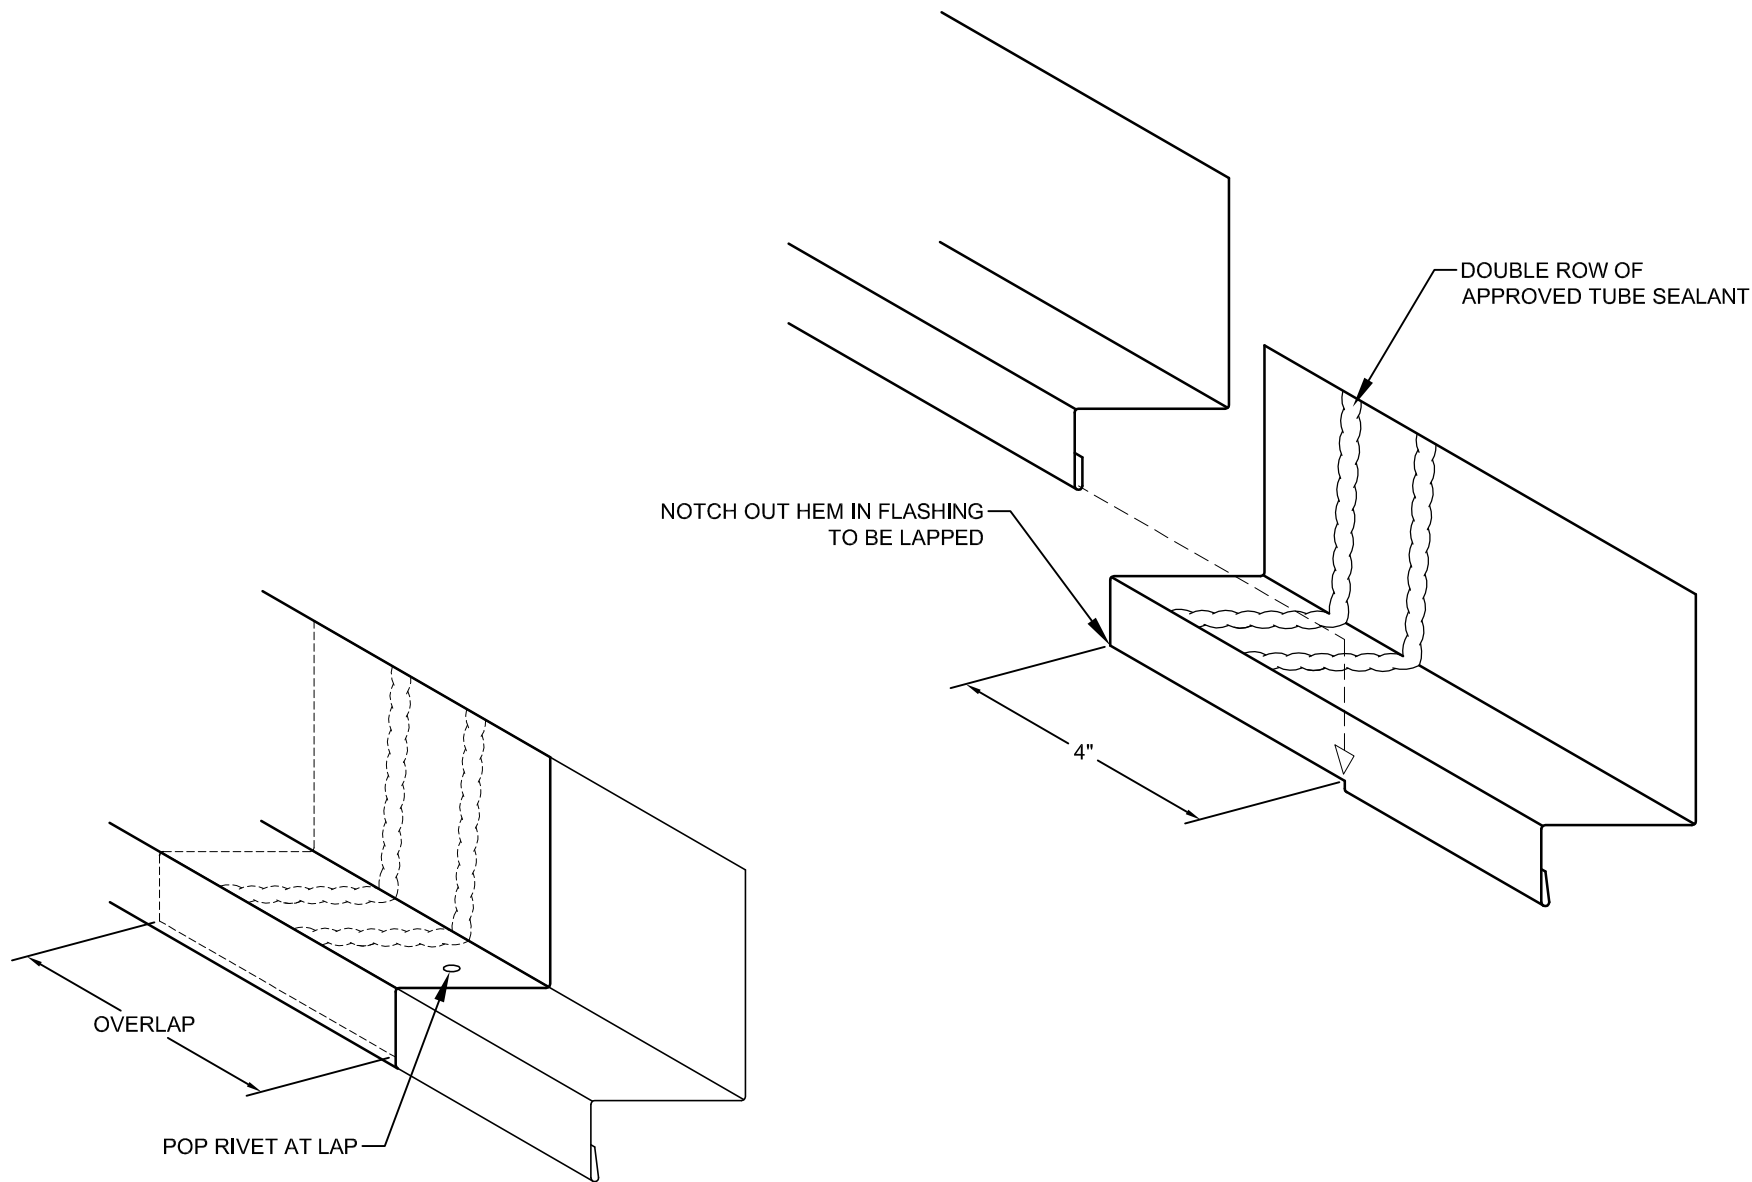 DOUBLE ROW OF
APPROVED TUBE SEALANT
NOTCH OUT HEM IN FLASHING
TO BE LAPPED
4"
OVERLAP
POP RIVET AT LAP